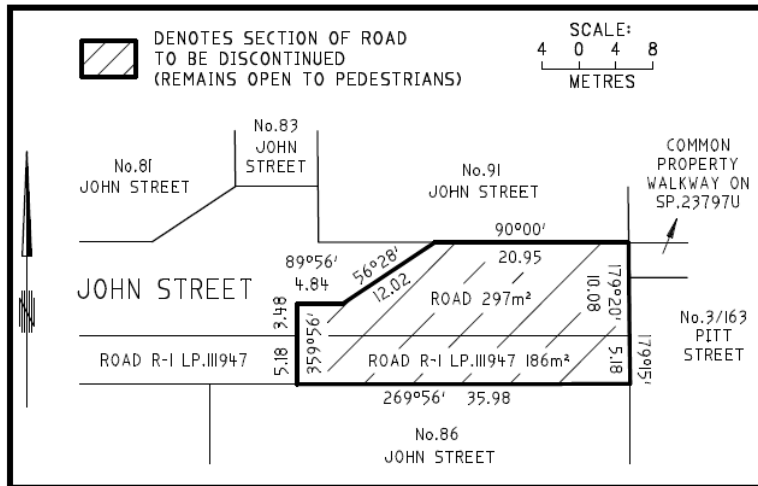 DENOTES SECTION OF ROAD
TO BE DISCONTINUED
(REMAINS OPEN TO PEDESTRIANS)
SCALE:
4 0 4 8
METRES
No.81
JOHN STREET
No.83
JOHN
STREET
No.91
JOHN STREET
COMMON
PROPERTY
WALKWAY ON
SP.23797U
90°00'
20.95
89°56'
4.84
56°28'
12.02
JOHN STREET
ROAD 297m²
179°20'
10.08
3.48
359°56'
5.18
N
No.3/163
PITT
STREET
ROAD R-1 LP.111947
ROAD R-1 LP.111947 186m²
5.18
179°15'
269°56' 35.98
No.86
JOHN STREET